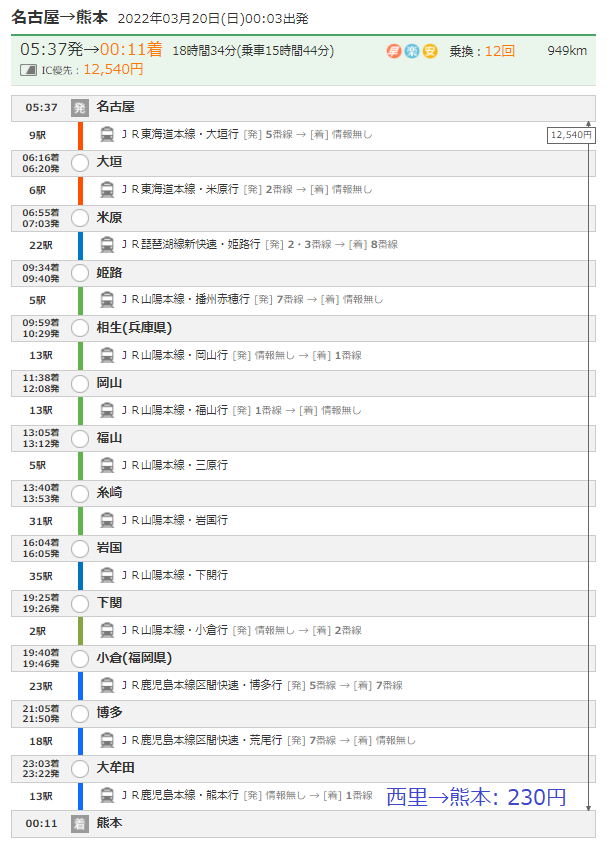 名古屋→熊本 2022年03月20日(日)00:03出発
05:37発→00:11着 18時間34分(乗車15時間44分) 早 楽 安 乗換：12回 949km
IC優先：12,540円
05:37 発 名古屋
9駅 ＪＲ東海道本線・大垣行 [発] 5番線 → [着] 情報無し 12,540円
06:16着
06:20発 大垣
6駅 ＪＲ東海道本線・米原行 [発] 2番線 → [着] 情報無し
06:55着
07:03発 米原
22駅 ＪＲ琵琶湖線新快速・姫路行 [発] 2・3番線 → [着] 8番線
09:34着
09:40発 姫路
5駅 ＪＲ山陽本線・播州赤穂行 [発] 7番線 → [着] 情報無し
09:59着
10:29発 相生(兵庫県)
13駅 ＪＲ山陽本線・岡山行 [発] 情報無し → [着] 1番線
11:38着
12:08発 岡山
13駅 ＪＲ山陽本線・福山行 [発] 1番線 → [着] 情報無し
13:05着
13:12発 福山
5駅 ＪＲ山陽本線・三原行
13:40着
13:53発 糸崎
31駅 ＪＲ山陽本線・岩国行
16:04着
16:05発 岩国
35駅 ＪＲ山陽本線・下関行
19:25着
19:26発 下関
2駅 ＪＲ山陽本線・小倉行 [発] 情報無し → [着] 2番線
19:40着
19:46発 小倉(福岡県)
23駅 ＪＲ鹿児島本線区間快速・博多行 [発] 5番線 → [着] 7番線
21:05着
21:50発 博多
18駅 ＪＲ鹿児島本線区間快速・荒尾行 [発] 7番線 → [着] 情報無し
23:03着
23:22発 大牟田
13駅 ＪＲ鹿児島本線・熊本行 [発] 情報無し → [着] 1番線 西里→熊本: 230円
00:11 着 熊本